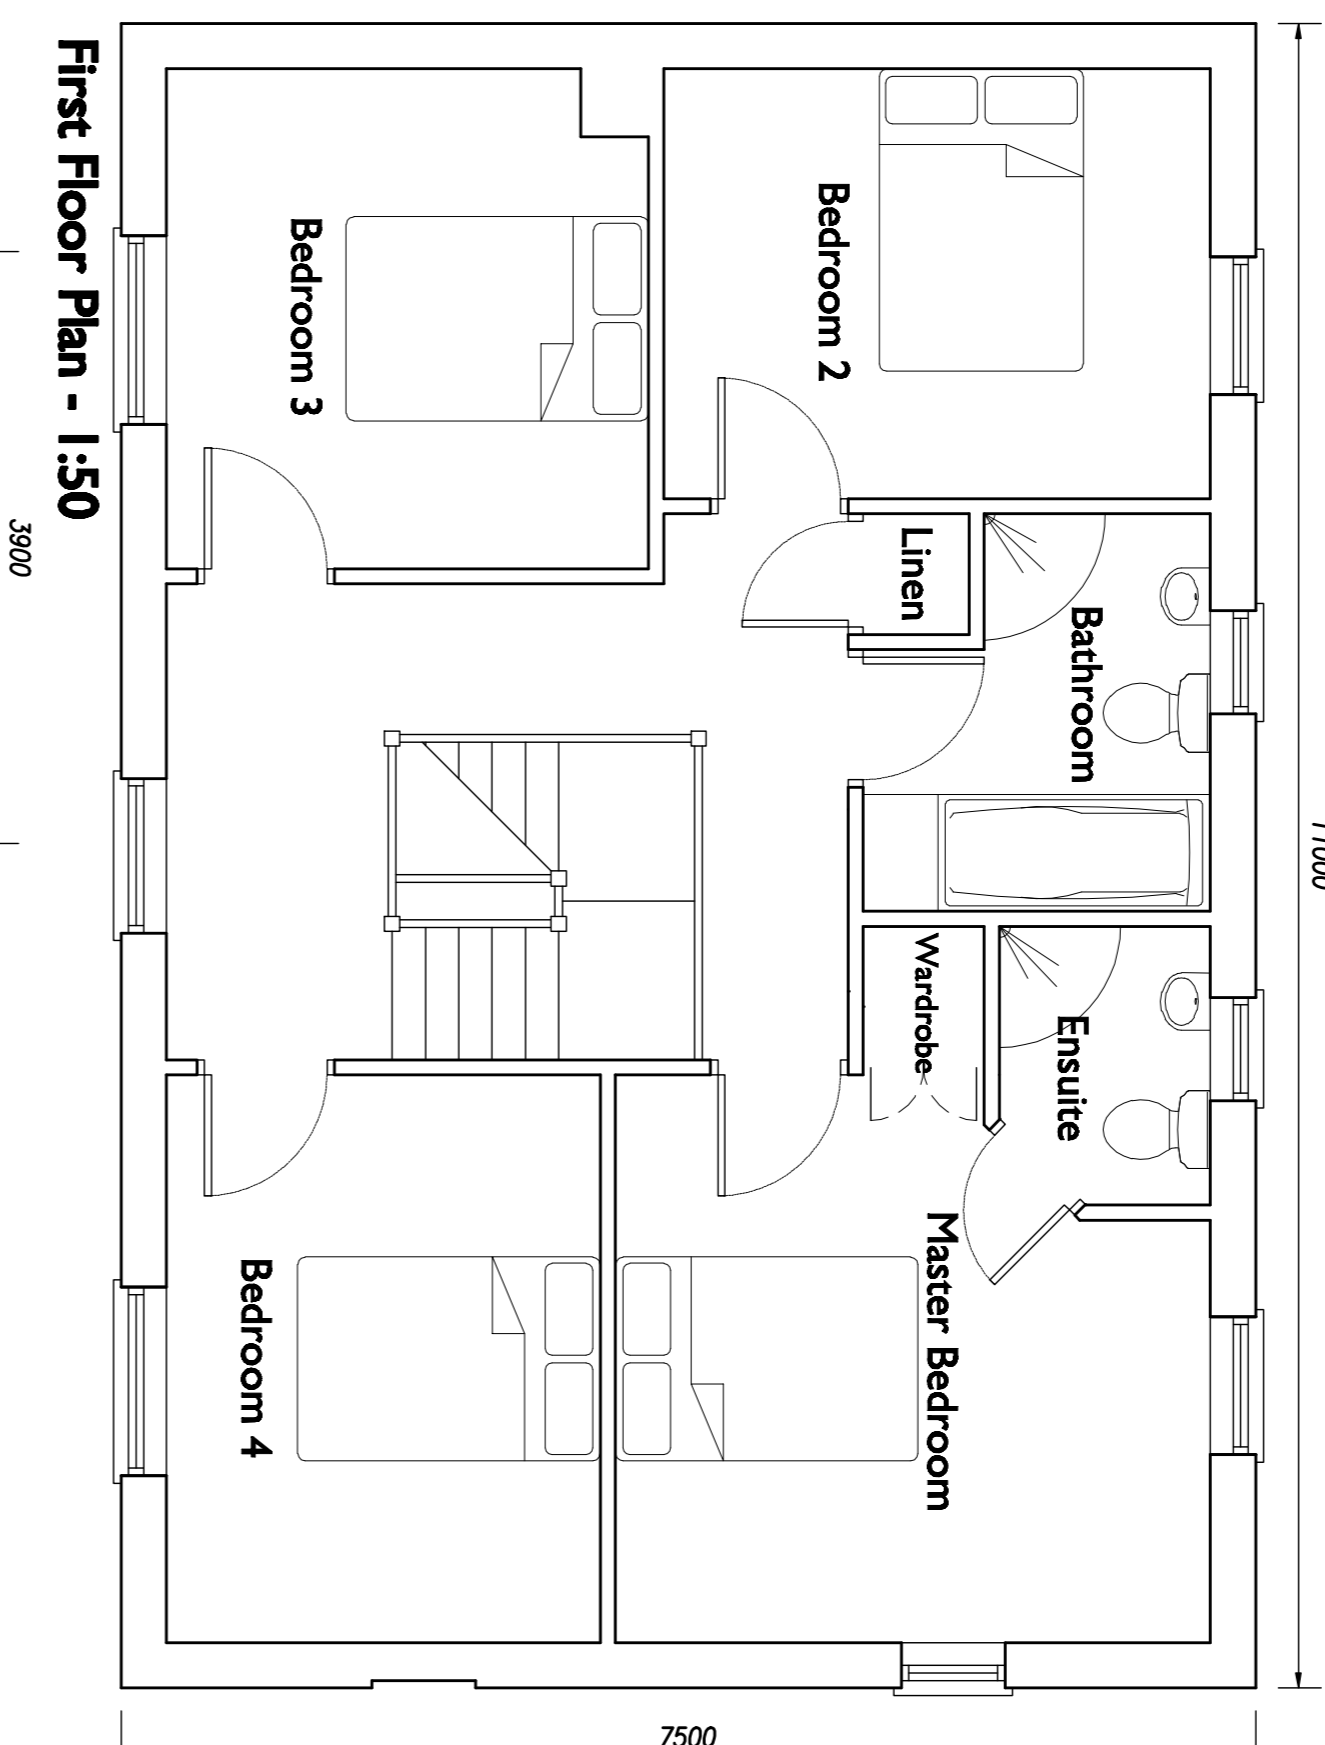 Bedroom 2
Bedroom 3
Linen
Bathroom
Wardrobe
Ensuite
Master Bedroom
Bedroom 4
First Floor Plan - 1:50
3900
11000
7500